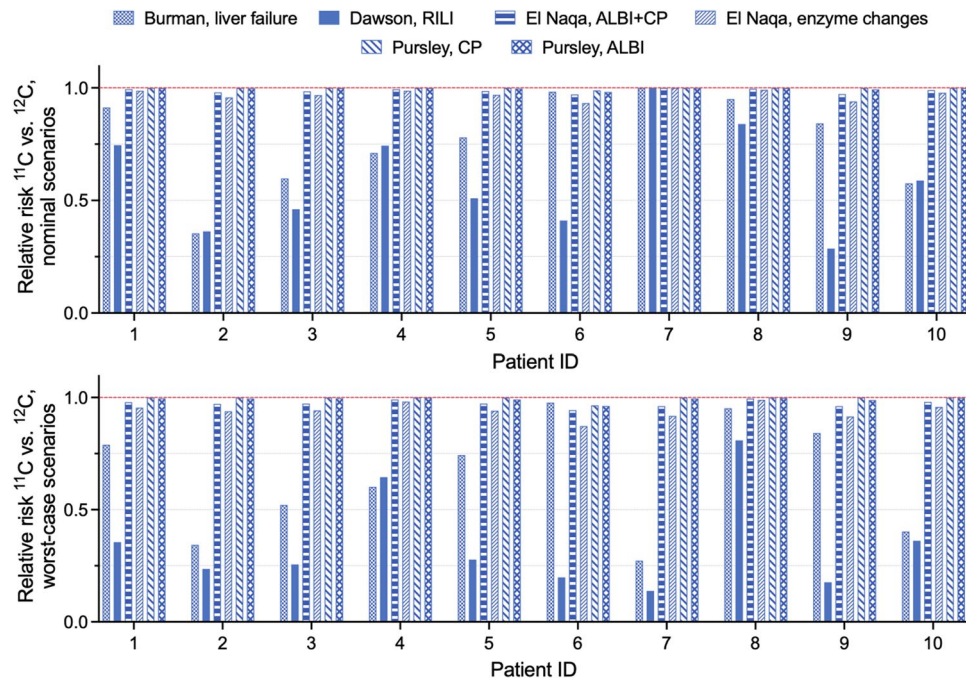 Burman, liver failure Dawson, RILI El Naqa, ALBI+CP El Naqa, enzyme changes
Pursley, CP Pursley, ALBI
Relative risk ¹¹C vs. ¹²C,
nominal scenarios
1.0
0.5
0.0
1 2 3 4 5 6 7 8 9 10
Patient ID
Relative risk ¹¹C vs. ¹²C,
worst-case scenarios
1.0
0.5
0.0
1 2 3 4 5 6 7 8 9 10
Patient ID